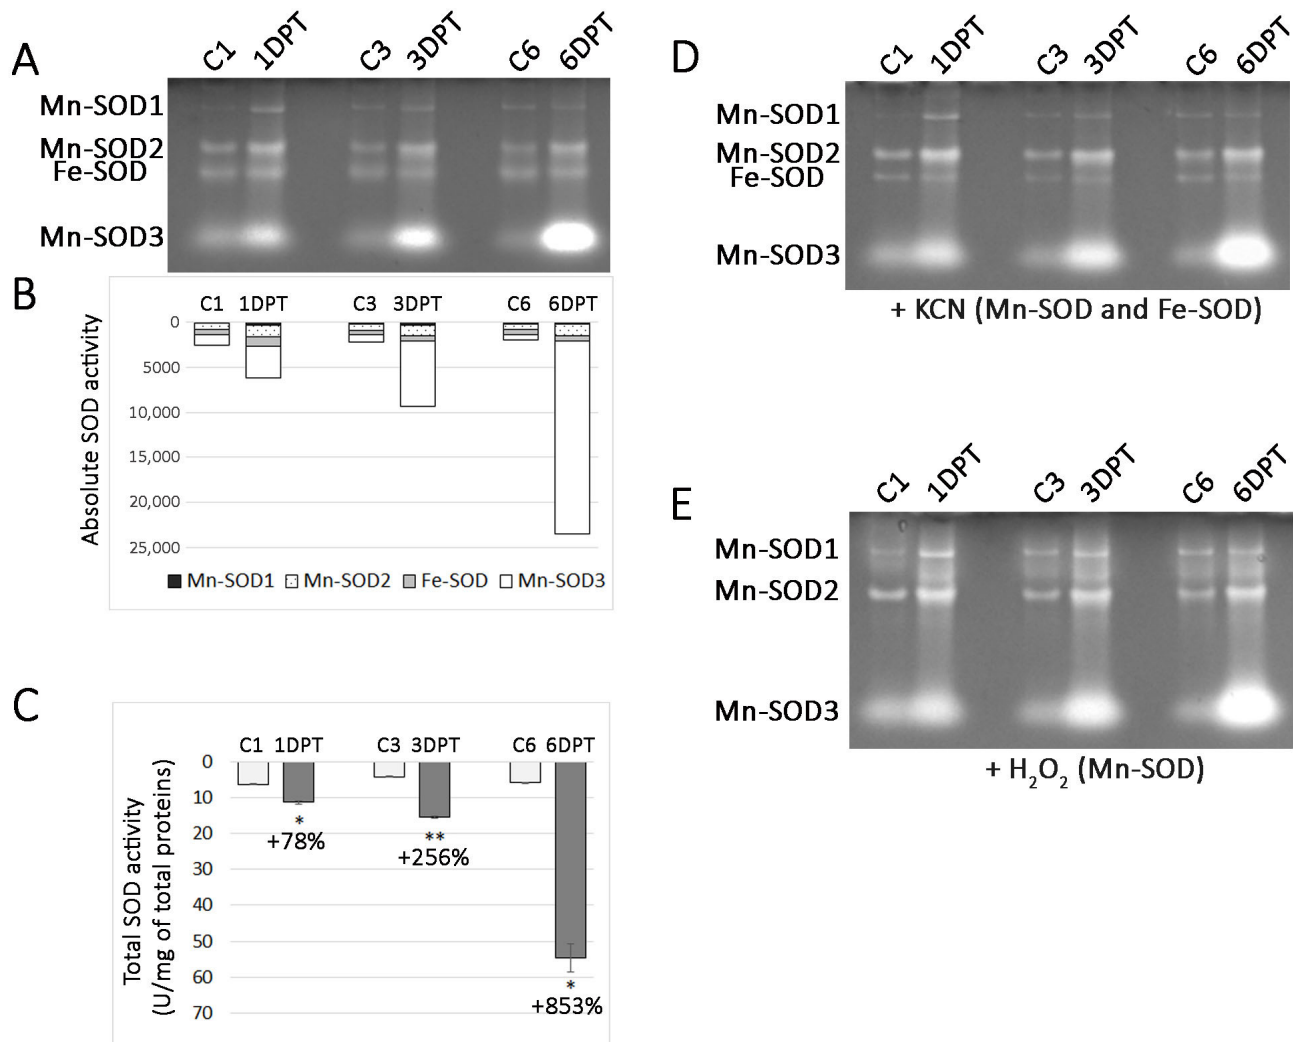 A
C1 1DPT C3 3DPT C6 6DPT
Mn-SOD1
Mn-SOD2
Fe-SOD
Mn-SOD3
B
C1 1DPT C3 3DPT C6 6DPT
Absolute SOD activity
0
5000
10,000
15,000
20,000
25,000
Mn-SOD1 Mn-SOD2 Fe-SOD Mn-SOD3
C
C1 1DPT C3 3DPT C6 6DPT
Total SOD activity
(U/mg of total proteins)
0
10
20
30
40
50
60
70
*
+78%
**
+256%
*
+853%
D
C1 1DPT C3 3DPT C6 6DPT
Mn-SOD1
Mn-SOD2
Fe-SOD
Mn-SOD3
+ KCN (Mn-SOD and Fe-SOD)
E
C1 1DPT C3 3DPT C6 6DPT
Mn-SOD1
Mn-SOD2
Mn-SOD3
+ H₂O₂ (Mn-SOD)